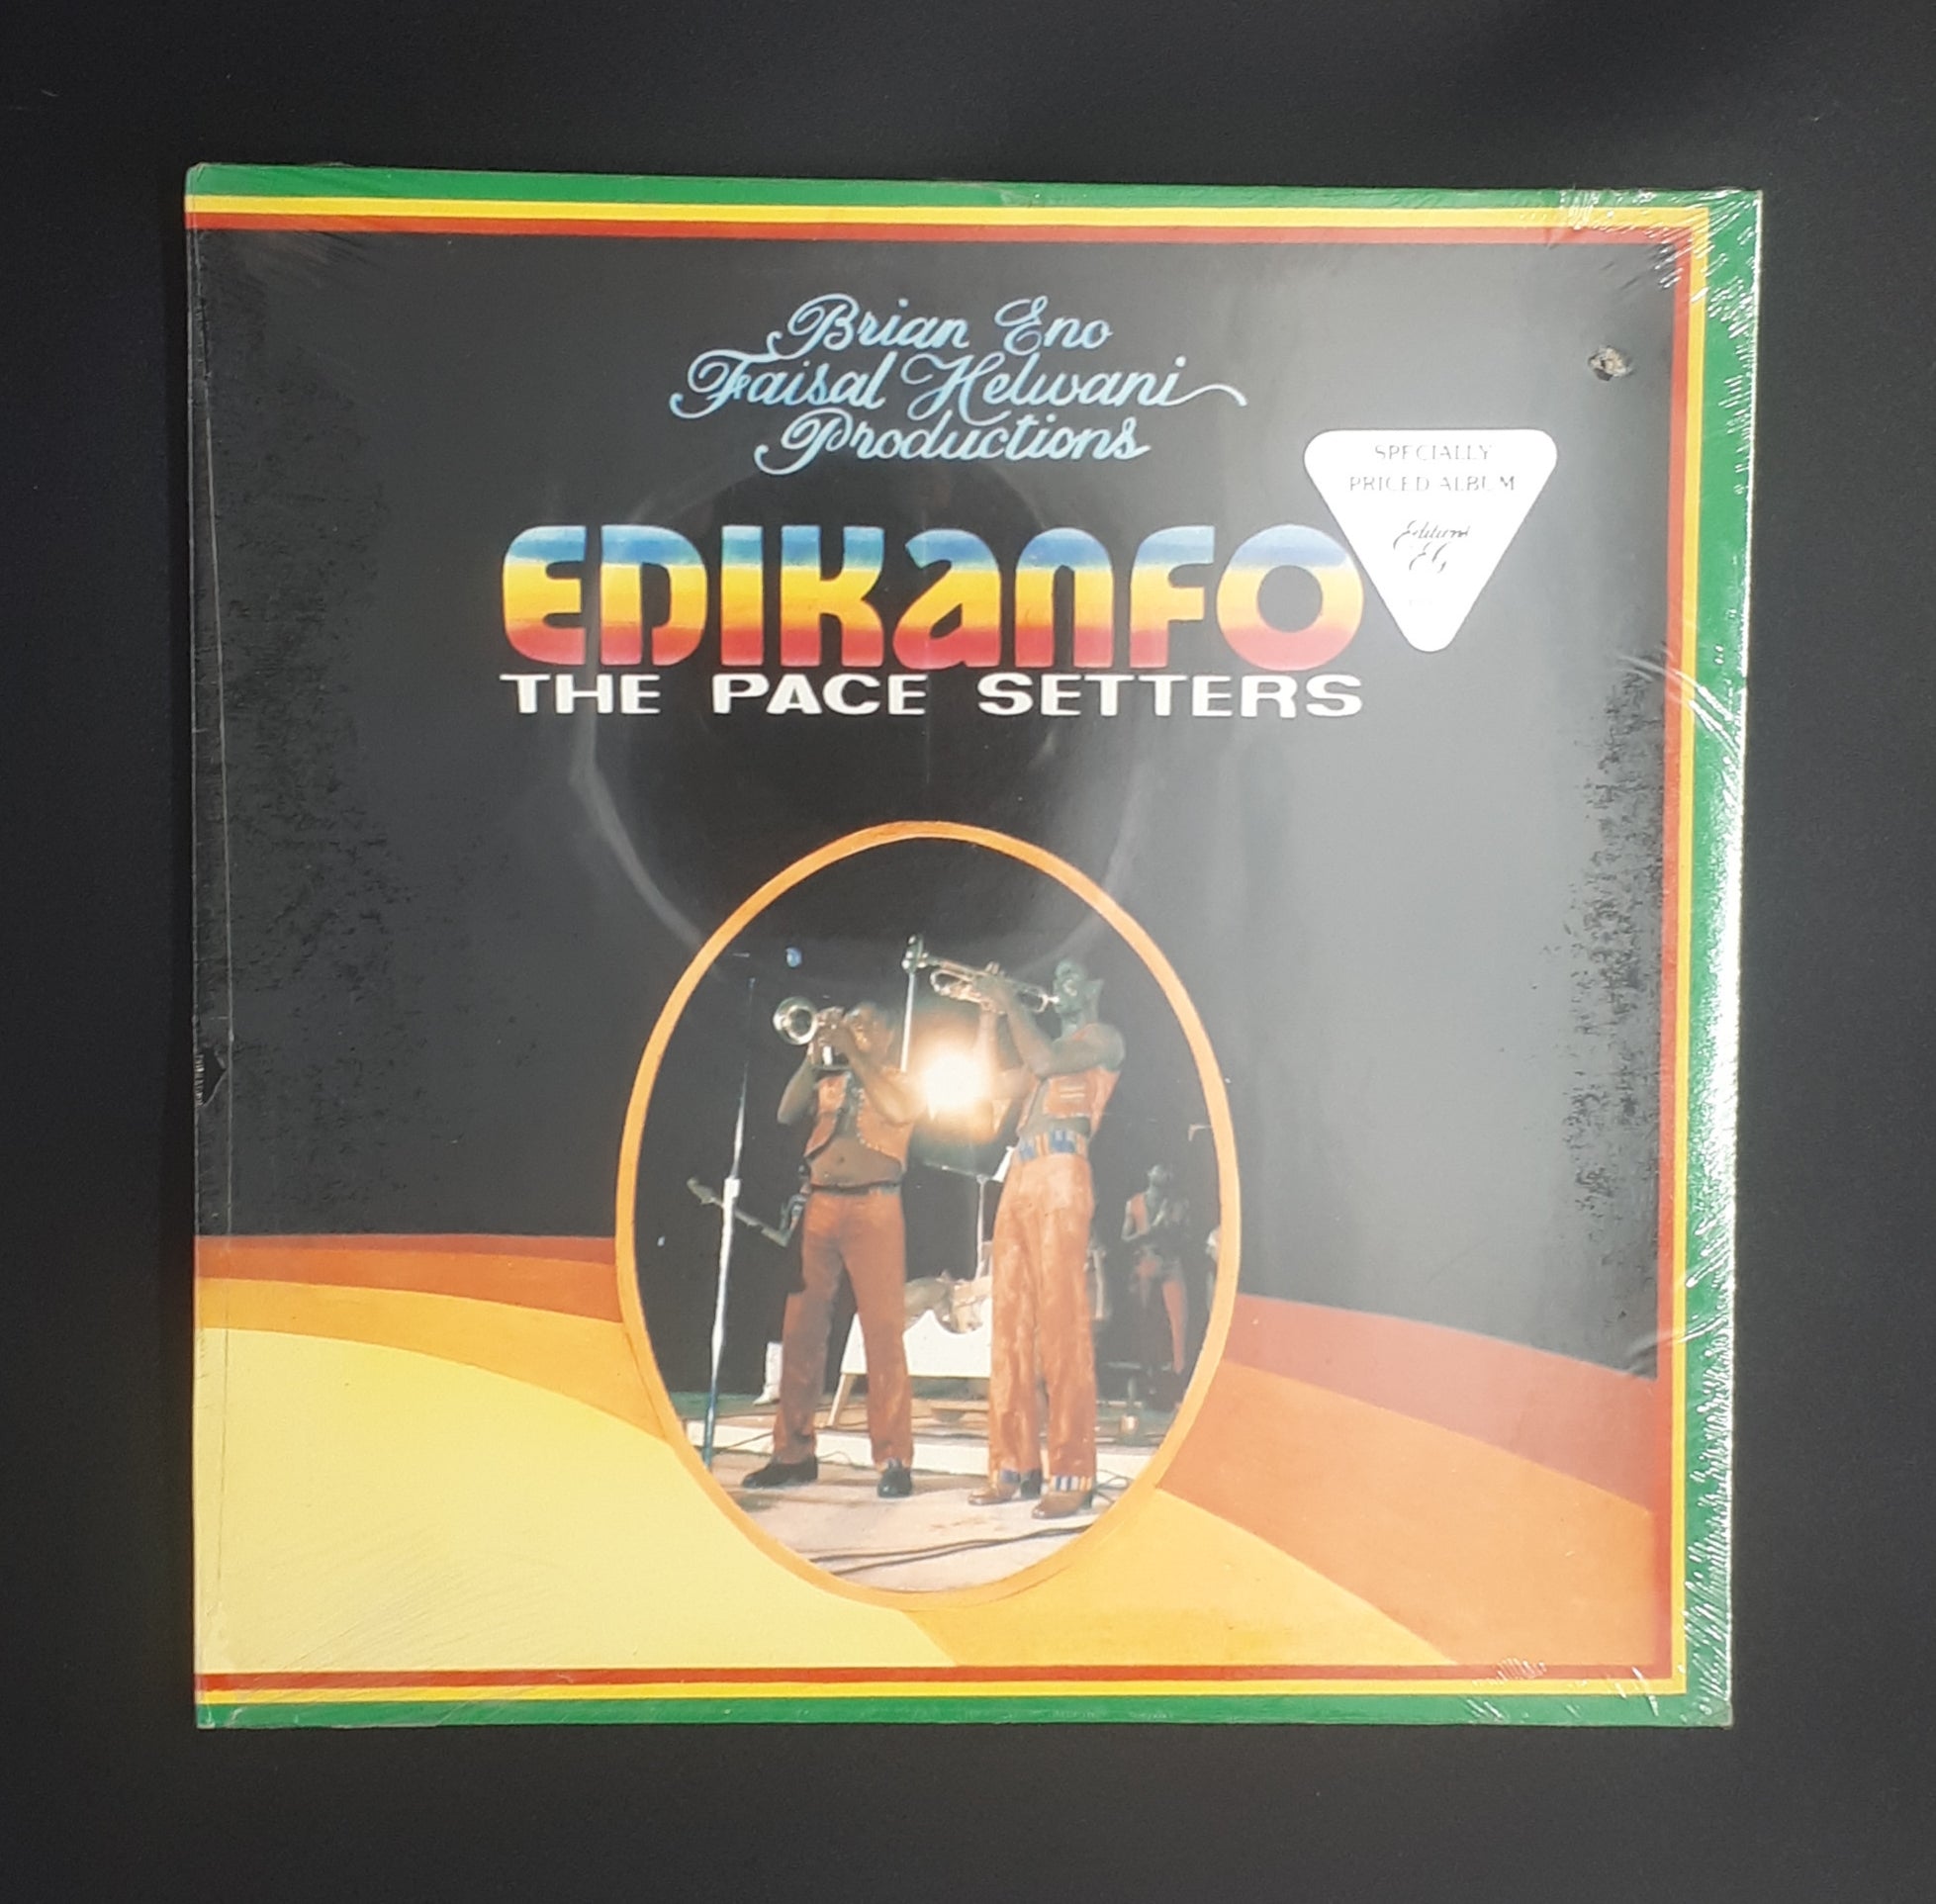 Brian Eno
Faisal Helwani
Productions
EDIKANFO
THE PACE SETTERS
SPECIALLY
PRICED ALBUM
Editions
EG